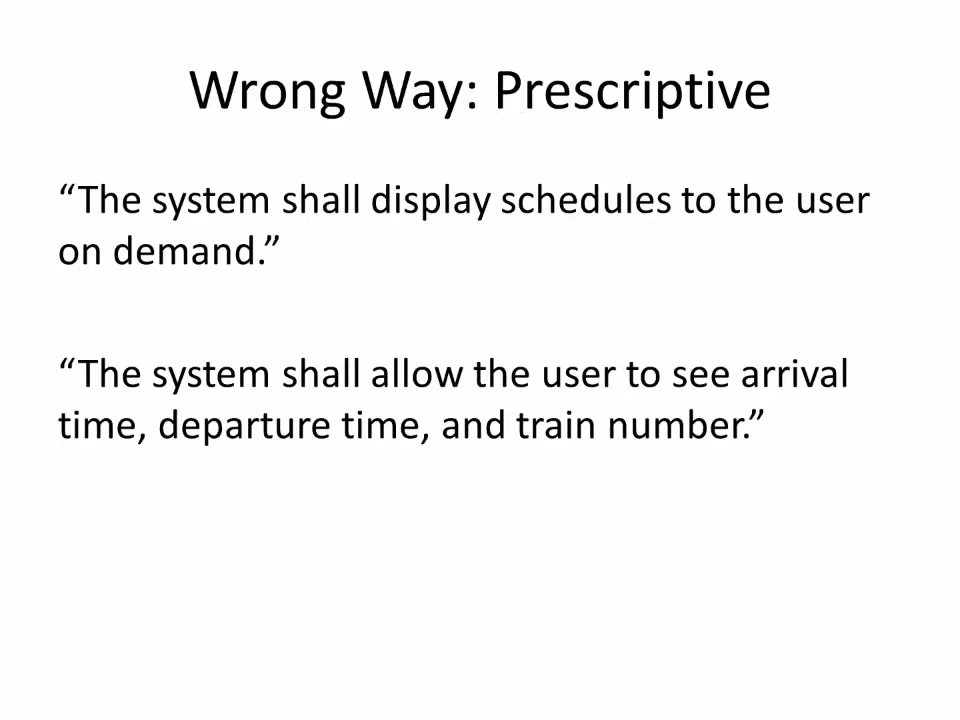 Wrong Way: Prescriptive
“The system shall display schedules to the user
on demand.”
“The system shall allow the user to see arrival
time, departure time, and train number.”